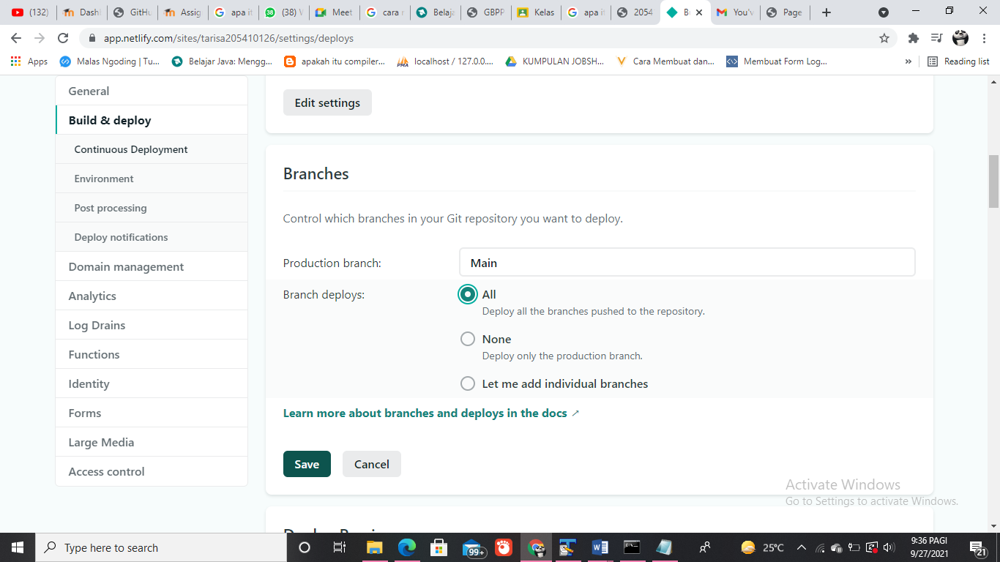 (132)
Dashl
GitHu
Assig
apa it
(38) V
Meet
cara r
Belaja
GBPP
Kelas
apa it
2054
Page
app.netlify.com/sites/tarisa205410126/settings/deploys
Apps
Malas Ngoding | Tu...
Belajar Java: Mengg...
apakah itu compiler...
localhost / 127.0.0....
KUMPULAN JOBSH...
Cara Membuat dan...
Membuat Form Log...
»
Reading list
General
Build & deploy
Continuous Deployment
Environment
Post processing
Deploy notifications
Domain management
Analytics
Log Drains
Functions
Identity
Forms
Large Media
Access control
Edit settings
Branches
Control which branches in your Git repository you want to deploy.
Production branch:
Main
Branch deploys:
All
Deploy all the branches pushed to the repository.
None
Deploy only the production branch.
Let me add individual branches
Learn more about branches and deploys in the docs ↗
Save
Cancel
Activate Windows
Go to Settings to activate Windows.
Type here to search
99+
25°C
9:36 PAGI
9/27/2021
21